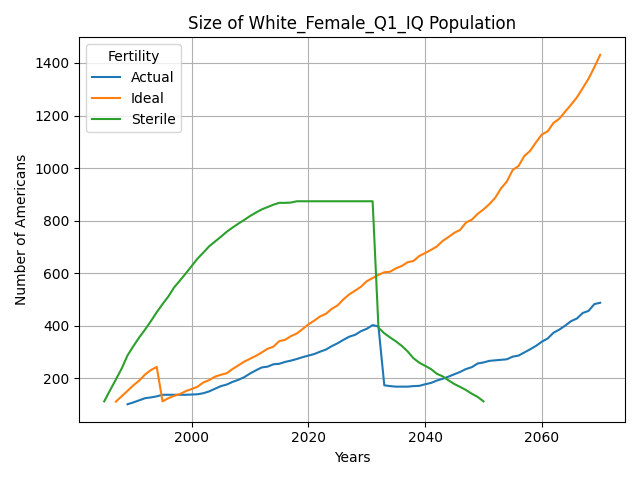 Size of White_Female_Q1_IQ Population
Fertility
Actual
Ideal
Sterile
1400
1200
1000
800
600
400
200
Number of Americans
2000
2020
2040
2060
Years